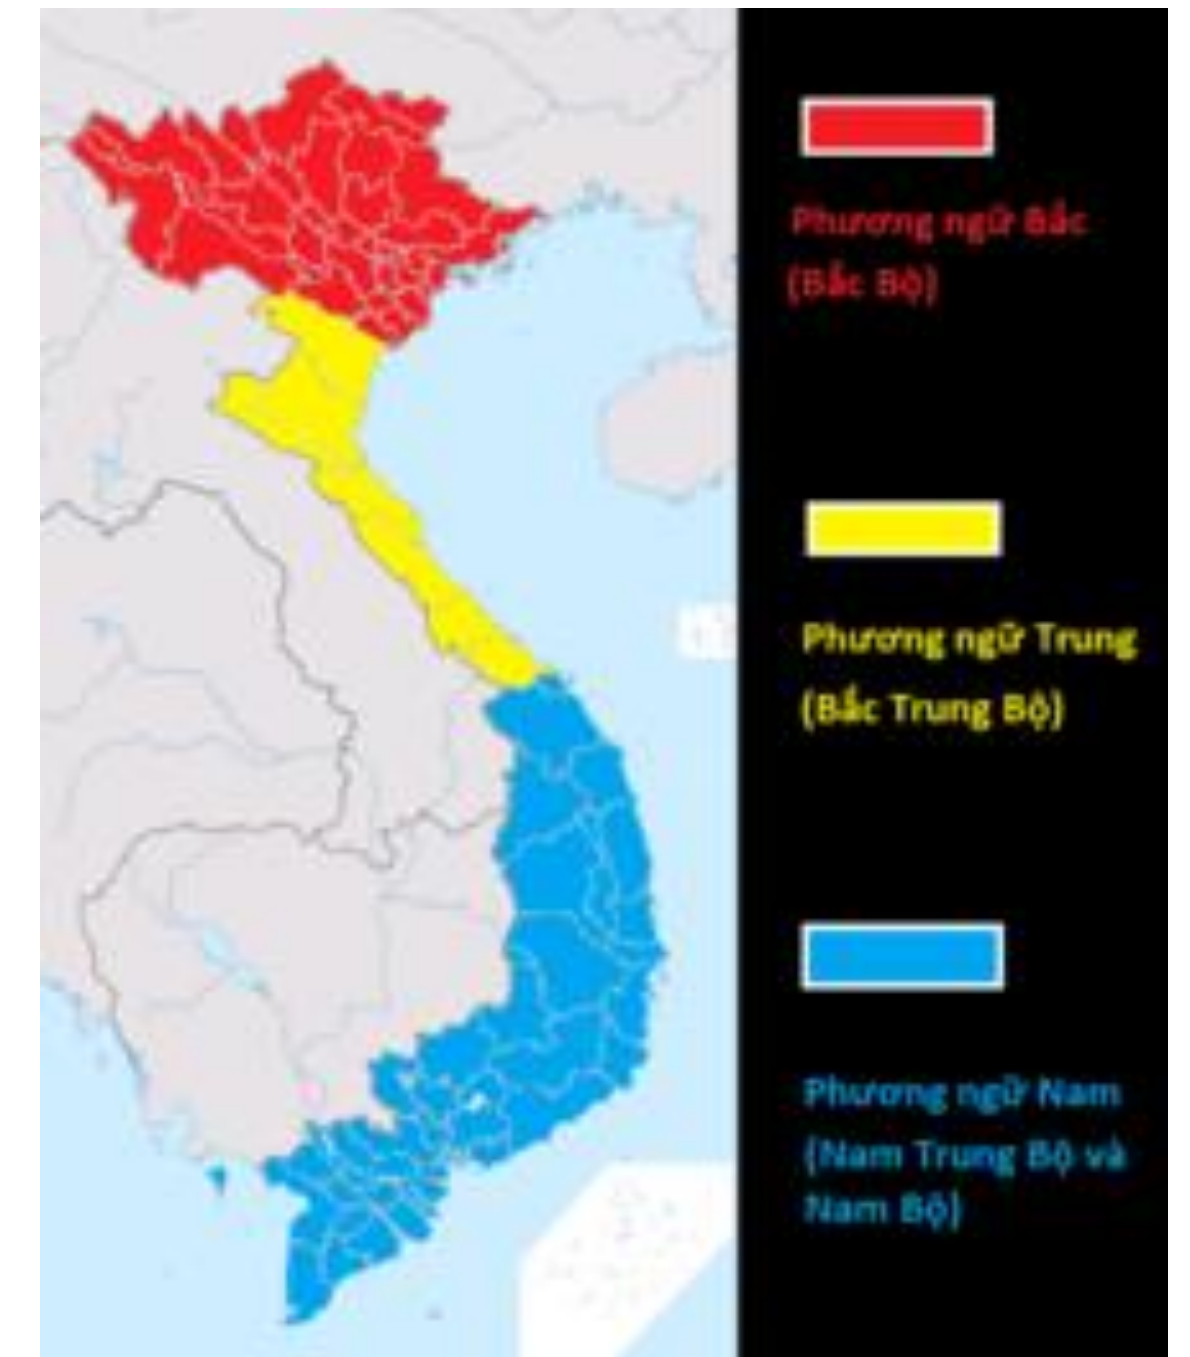 Phương ngữ Bắc
(Bắc Bộ)
Phương ngữ Trung
(Bắc Trung Bộ)
Phương ngữ Nam
(Nam Trung Bộ và
Nam Bộ)